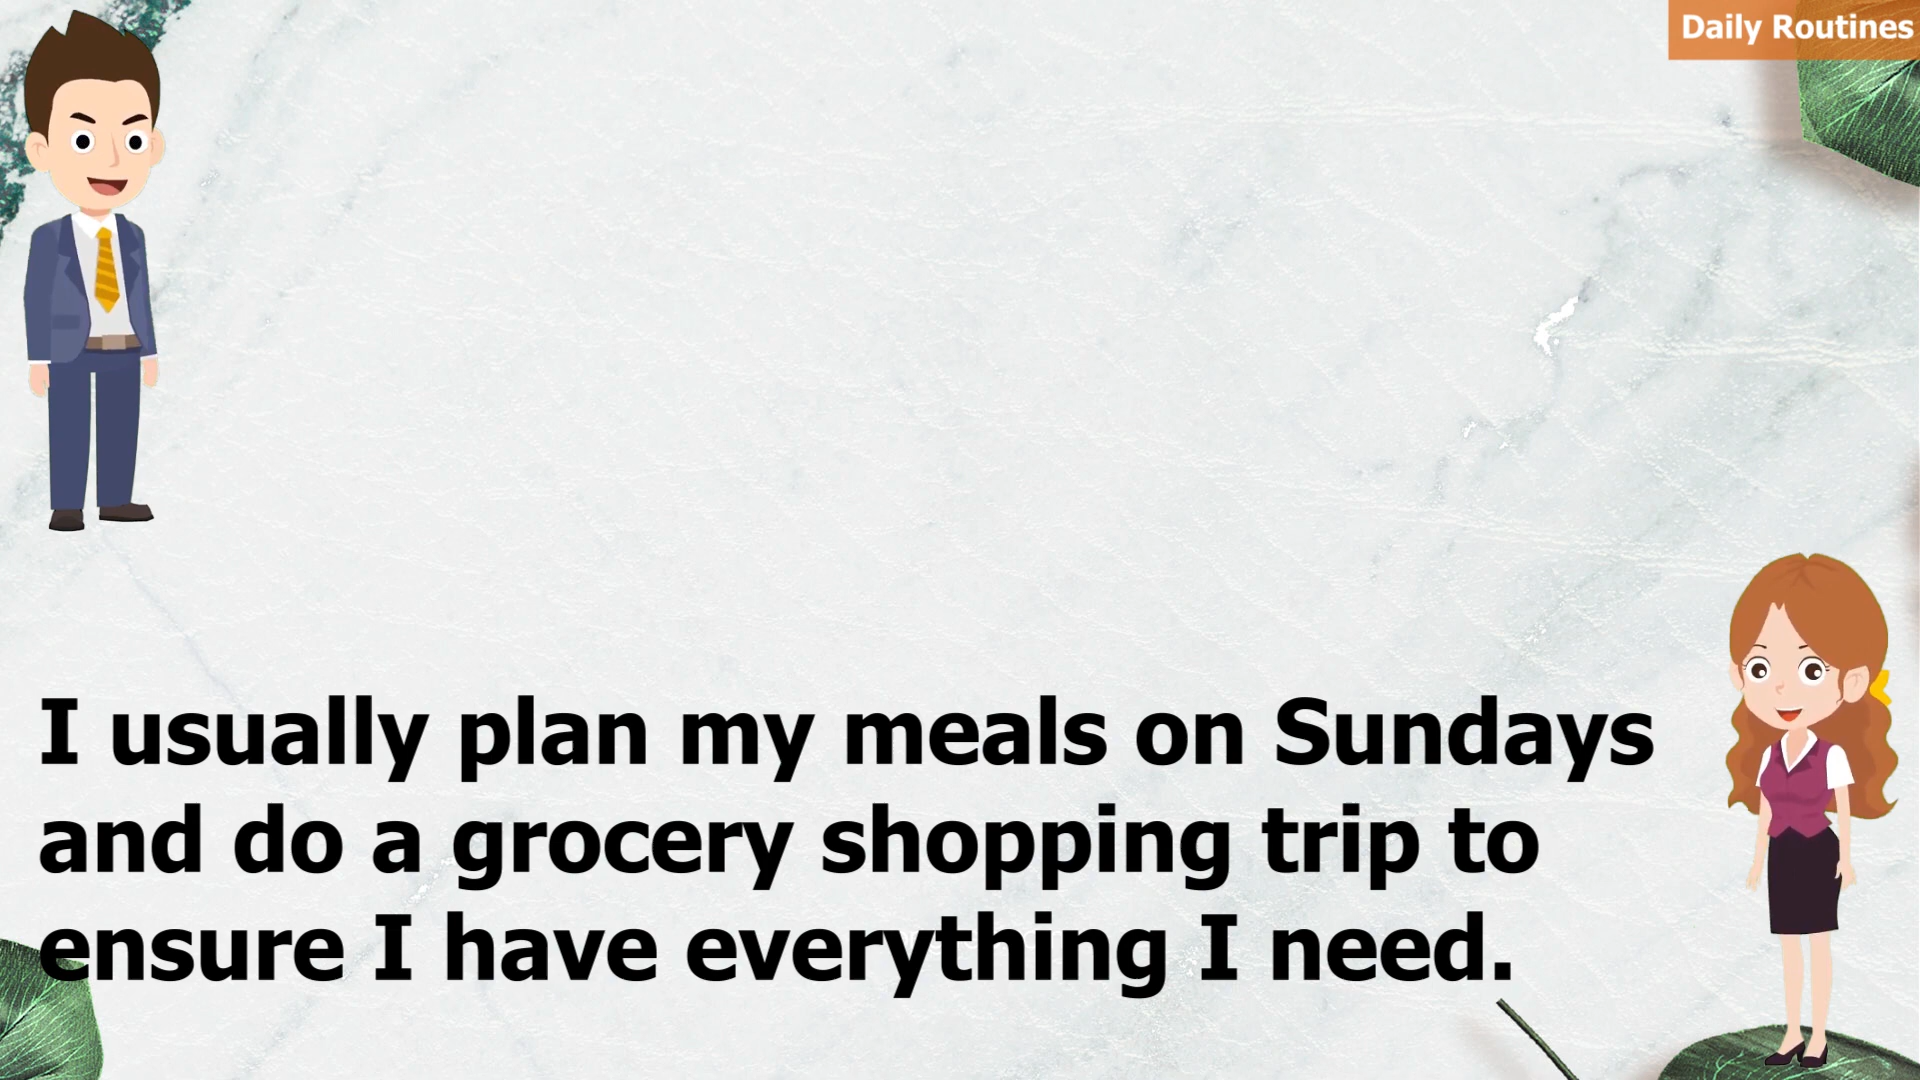 Daily Routines
I usually plan my meals on Sundays
and do a grocery shopping trip to
ensure I have everything I need.